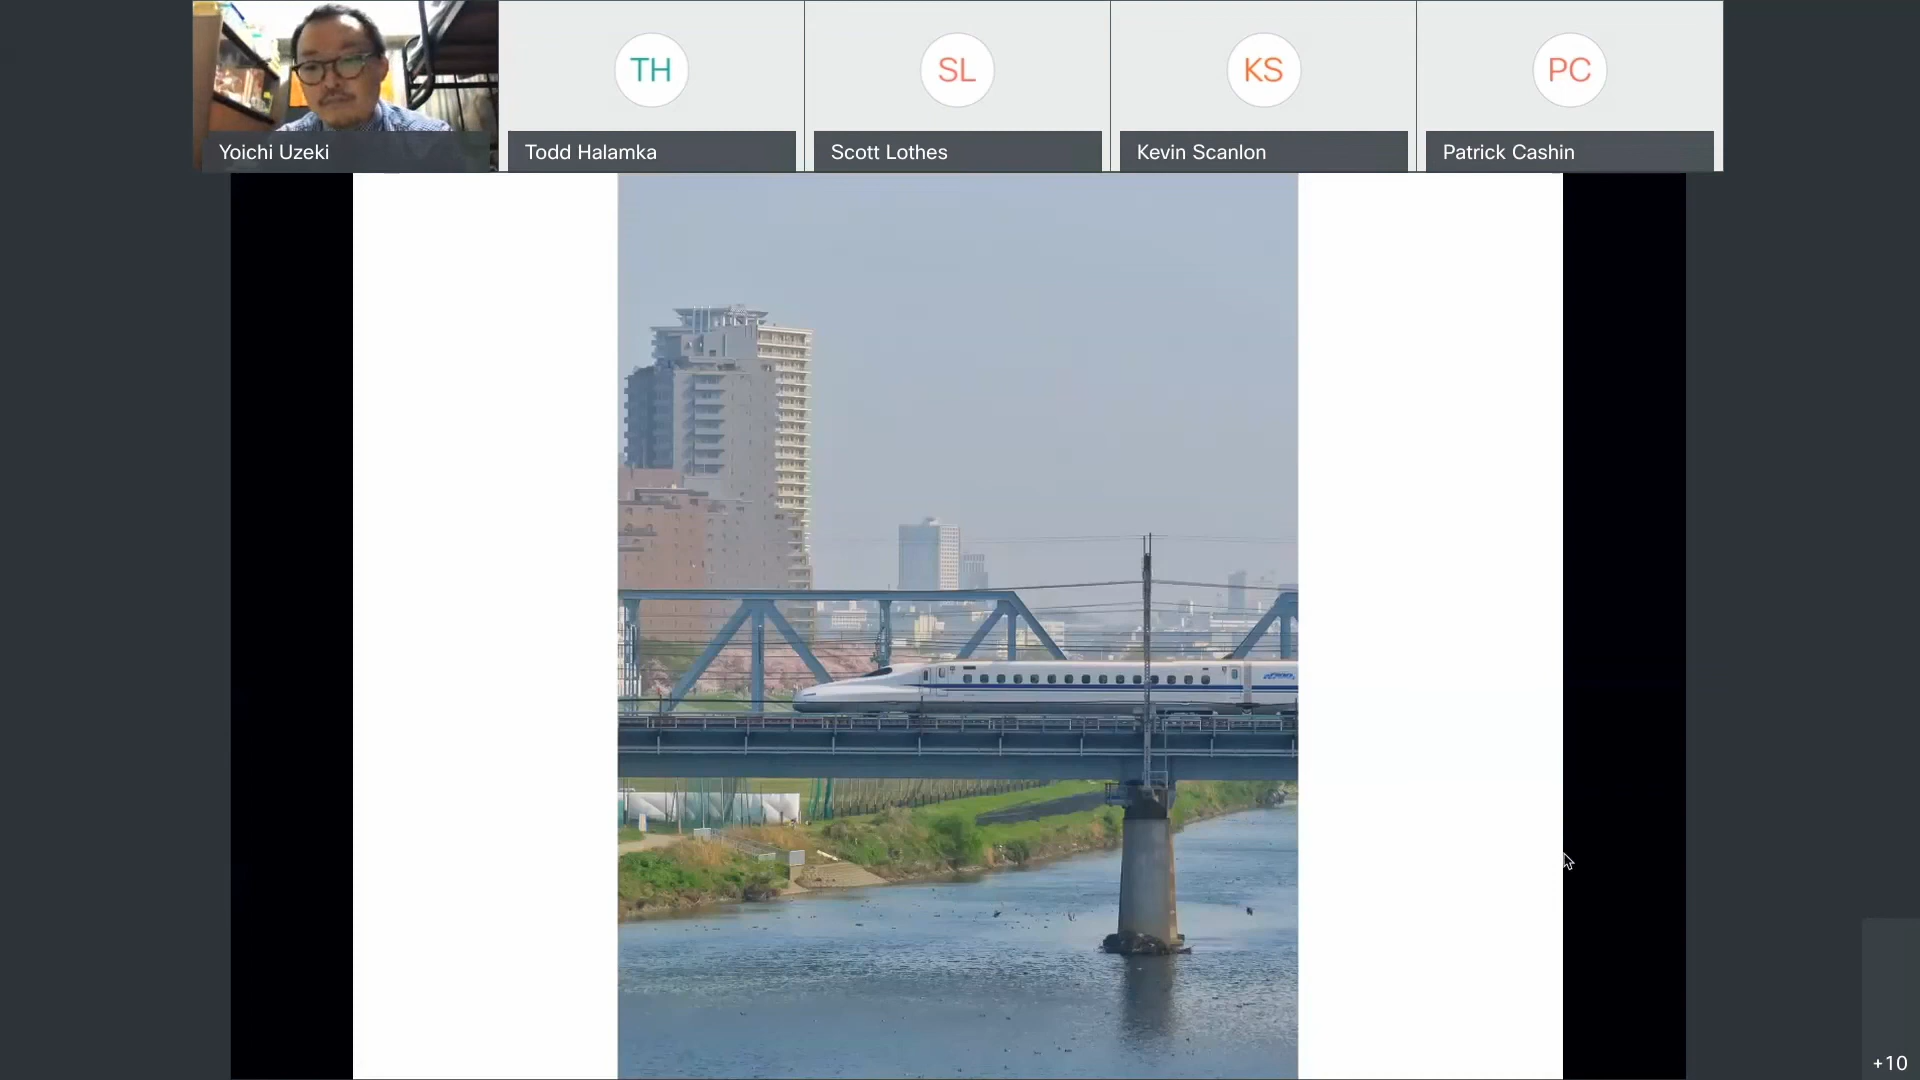 TH
SL
KS
PC
Yoichi Uzeki
Todd Halamka
Scott Lothes
Kevin Scanlon
Patrick Cashin
+10